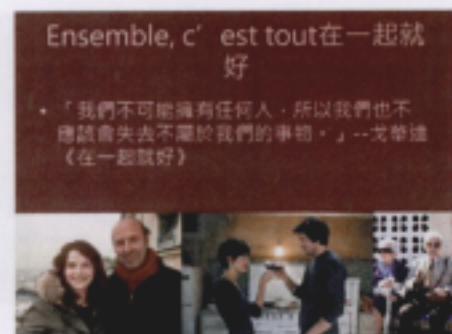 Ensemble, c’est tout在一起就
好
• 「我們不可能擁有任何人，所以我們也不
應該會失去不屬於我們的事物。」--戈華達
《在一起就好》